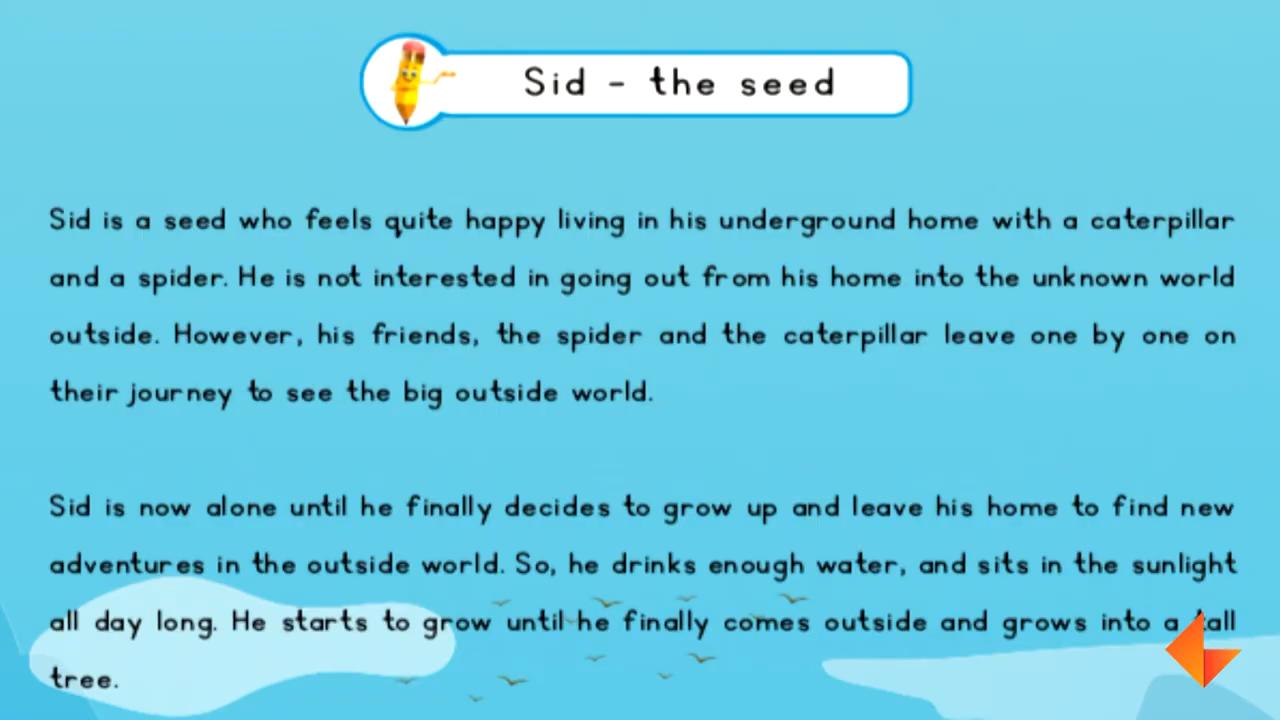 Sid - the seed
Sid is a seed who feels quite happy living in his underground home with a caterpillar
and a spider. He is not interested in going out from his home into the unknown world
outside. However, his friends, the spider and the caterpillar leave one by one on
their journey to see the big outside world.
Sid is now alone until he finally decides to grow up and leave his home to find new
adventures in the outside world. So, he drinks enough water, and sits in the sunlight
all day long. He starts to grow until he finally comes outside and grows into a tall
tree.